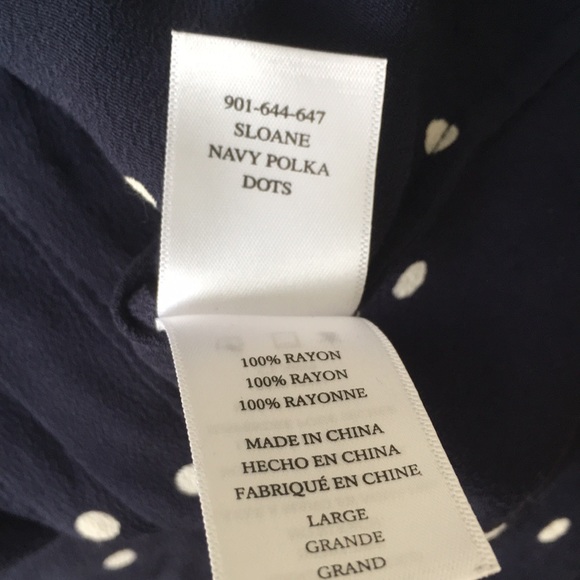 901-644-647
SLOANE
NAVY POLKA
DOTS
100% RAYON
100% RAYON
100% RAYONNE
MADE IN CHINA
HECHO EN CHINA
FABRIQUÉ EN CHINE
LARGE
GRANDE
GRAND